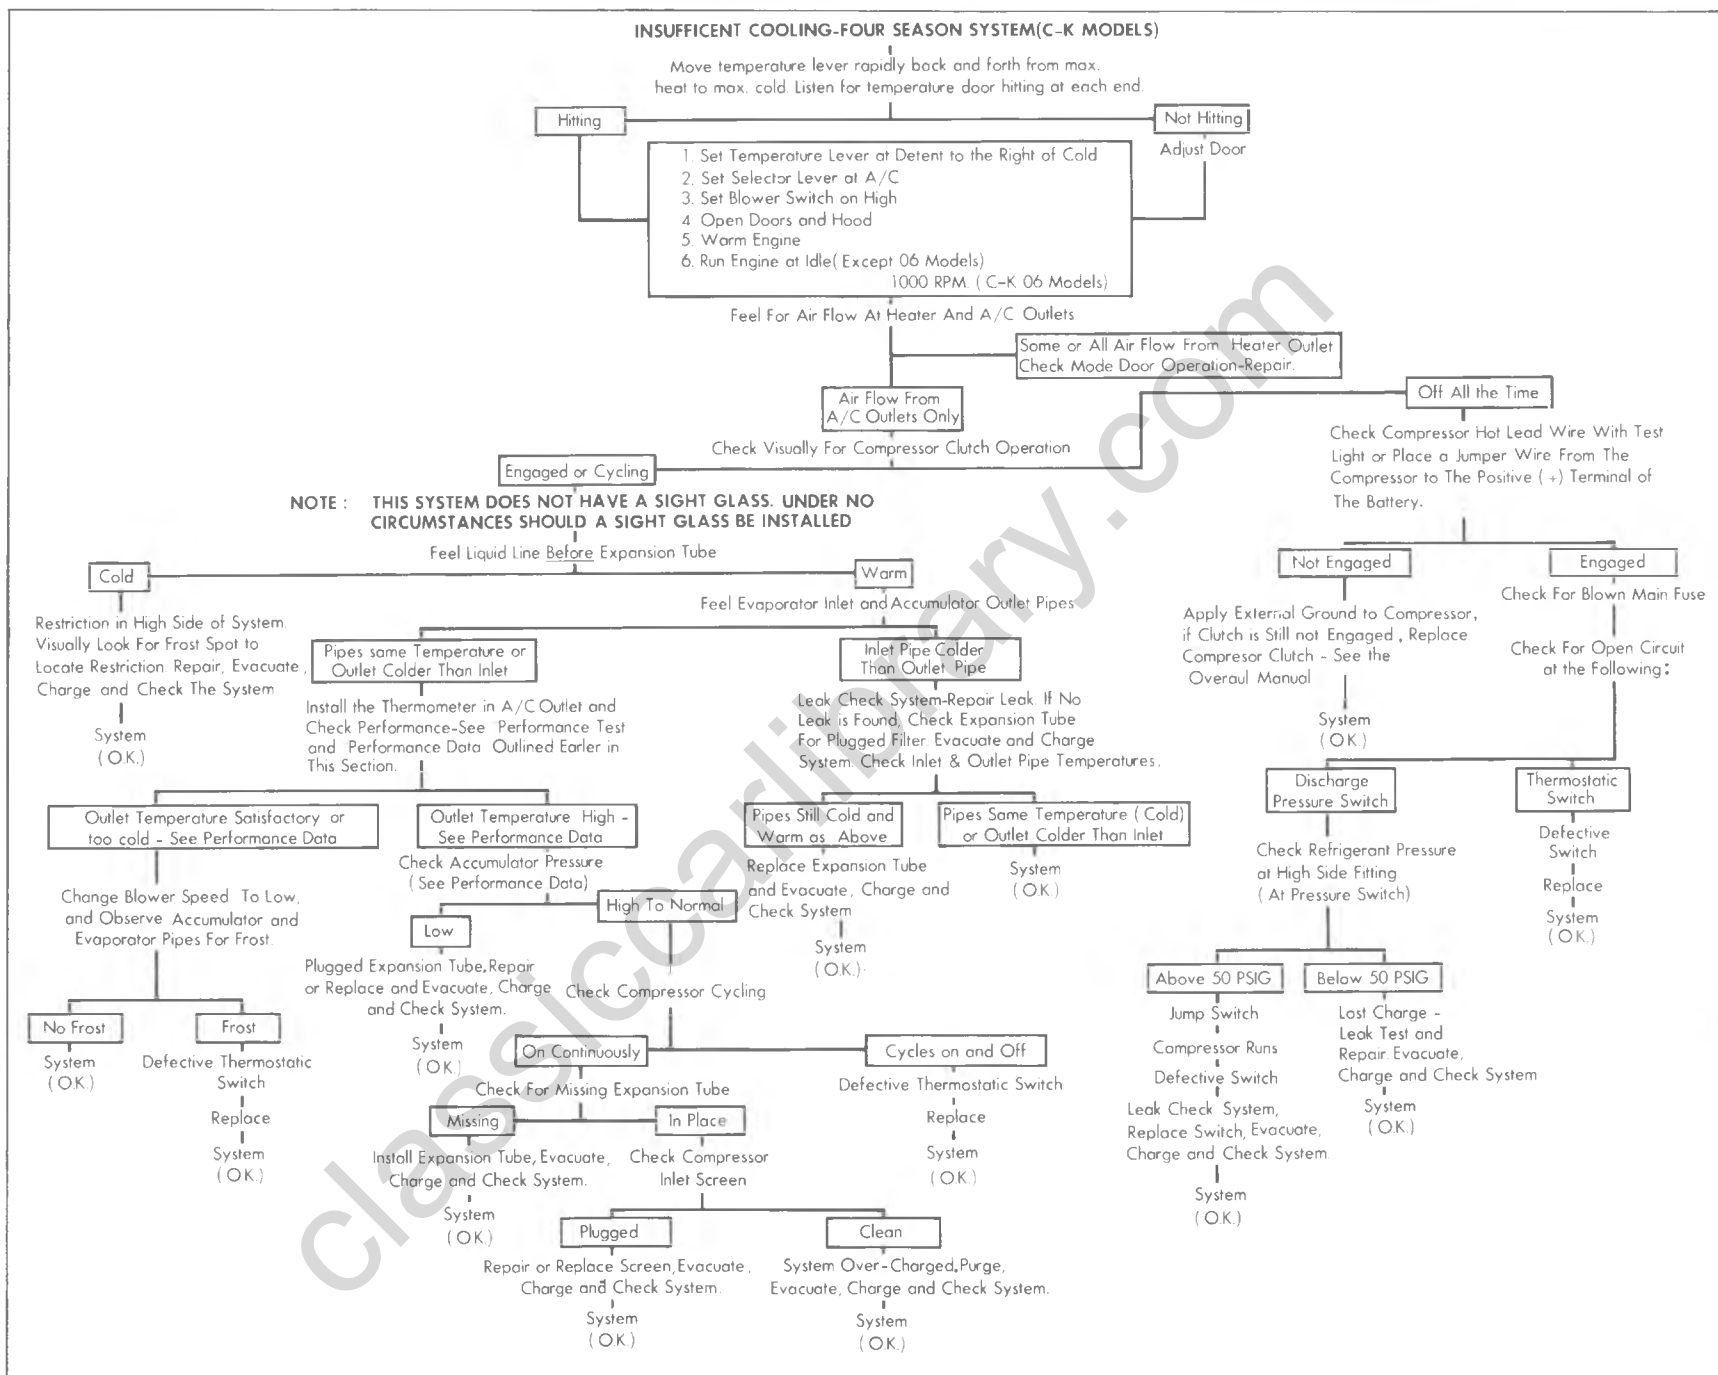 INSUFFICENT COOLING-FOUR SEASON SYSTEM(C-K MODELS)
Move temperature lever rapidly back and forth from max.
heat to max. cold. Listen for temperature door hitting at each end.
Hitting
Not Hitting
Adjust Door
1. Set Temperature Lever at Detent to the Right of Cold
2. Set Selector Lever at A/C
3. Set Blower Switch on High
4 Open Doors and Hood
5. Warm Engine
6. Run Engine at Idle( Except 06 Models)
1000 RPM. ( C-K 06 Models)
Feel For Air Flow At Heater And A/C Outlets
Some or All Air Flow From Heater Outlet
Check Mode Door Operation-Repair.
Air Flow From
A/C Outlets Only
Check Visually For Compressor Clutch Operation
Off All the Time
Check Compressor Hot Lead Wire With Test
Light or Place a Jumper Wire From The
Compressor to The Positive ( +) Terminal of
The Battery.
Engaged or Cycling
NOTE : THIS SYSTEM DOES NOT HAVE A SIGHT GLASS. UNDER NO
CIRCUMSTANCES SHOULD A SIGHT GLASS BE INSTALLED
Feel Liquid Line Before Expansion Tube
Cold
Restriction in High Side of System.
Visually Look For Frost Spot to
Locate Restriction. Repair, Evacuate,
Charge and Check The System
System
( O.K.)
Warm
Feel Evaporator Inlet and Accumulator Outlet Pipes
Pipes same Temperature or
Outlet Colder Than Inlet
Install the Thermometer in A/C Outlet and
Check Performance-See Performance Test
and Performance Data Outlined Earler in
This Section.
Inlet Pipe Colder
Than Outlet Pipe
Leak Check System-Repair Leak. If No
Leak is Found, Check Expansion Tube
For Plugged Filter. Evacuate and Charge
System. Check Inlet & Outlet Pipe Temperatures.
Not Engaged
Apply External Ground to Compressor,
if Clutch is Still not Engaged , Replace
Compresor Clutch - See the
Overaul Manual
System
( O.K.)
Engaged
Check For Blown Main Fuse
Check For Open Circuit
at the Following:
Outlet Temperature Satisfactory or
too cold - See Performance Data
Change Blower Speed To Low,
and Observe Accumulator and
Evaporator Pipes For Frost.
No Frost
System
( O.K.)
Frost
Defective Thermostatic
Switch
Replace
System
( O.K.)
Outlet Temperature High -
See Performance Data
Check Accumulator Pressure
( See Performance Data)
Low
Plugged Expansion Tube,Repair
or Replace and Evacuate, Charge
and Check System.
System
( O.K.)
High To Normal
Check Compressor Cycling
On Continuously
Check For Missing Expansion Tube
Missing
Install Expansion Tube, Evacuate,
Charge and Check System.
System
( O.K.)
In Place
Check Compressor
Inlet Screen
Plugged
Repair or Replace Screen, Evacuate,
Charge and Check System.
System
( O.K.)
Clean
System Over-Charged,Purge,
Evacuate, Charge and Check System.
System
( O.K.)
Cycles on and Off
Defective Thermostatic Switch
Replace
System
( O.K.)
Pipes Still Cold and
Warm as Above
Replace Expansion Tube
and Evacuate, Charge and
Check System
System
( O.K.)
Pipes Same Temperature ( Cold)
or Outlet Colder Than Inlet
System
( O.K.)
Discharge
Pressure Switch
Check Refrigerant Pressure
at High Side Fitting
( At Pressure Switch)
Above 50 PSIG
Jump Switch
Compressor Runs
Defective Switch
Leak Check System,
Replace Switch, Evacuate,
Charge and Check System.
System
( O.K.)
Below 50 PSIG
Lost Charge -
Leak Test and
Repair. Evacuate,
Charge and Check System
System
( O.K.)
Thermostatic
Switch
Defective
Switch
Replace
System
( O.K.)
classiccarlibrary.com